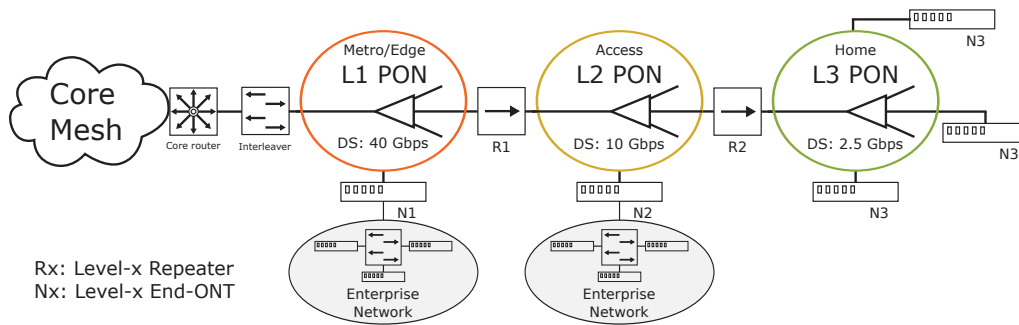 Core
Mesh
Core router
Interleaver
Metro/Edge
L1 PON
DS: 40 Gbps
R1
Access
L2 PON
DS: 10 Gbps
R2
Home
L3 PON
DS: 2.5 Gbps
N3
N3
N3
N1
N2
Enterprise
Network
Enterprise
Network
Rx: Level-x Repeater
Nx: Level-x End-ONT